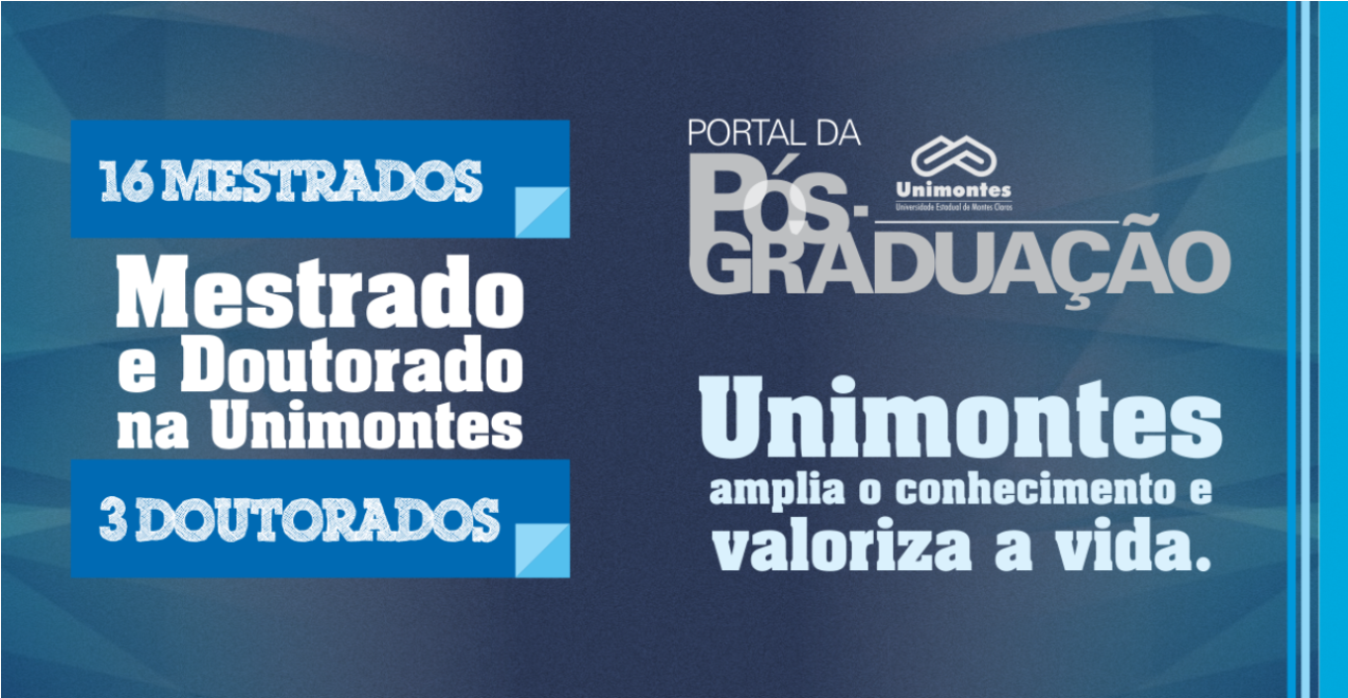 16 MESTRADOS
Mestrado
e Doutorado
na Unimontes
3 DOUTORADOS
PORTAL DA
Pós-
GRADUAÇÃO
Unimontes
Universidade Estadual de Montes Claros
Unimontes
amplia o conhecimento e
valoriza a vida.